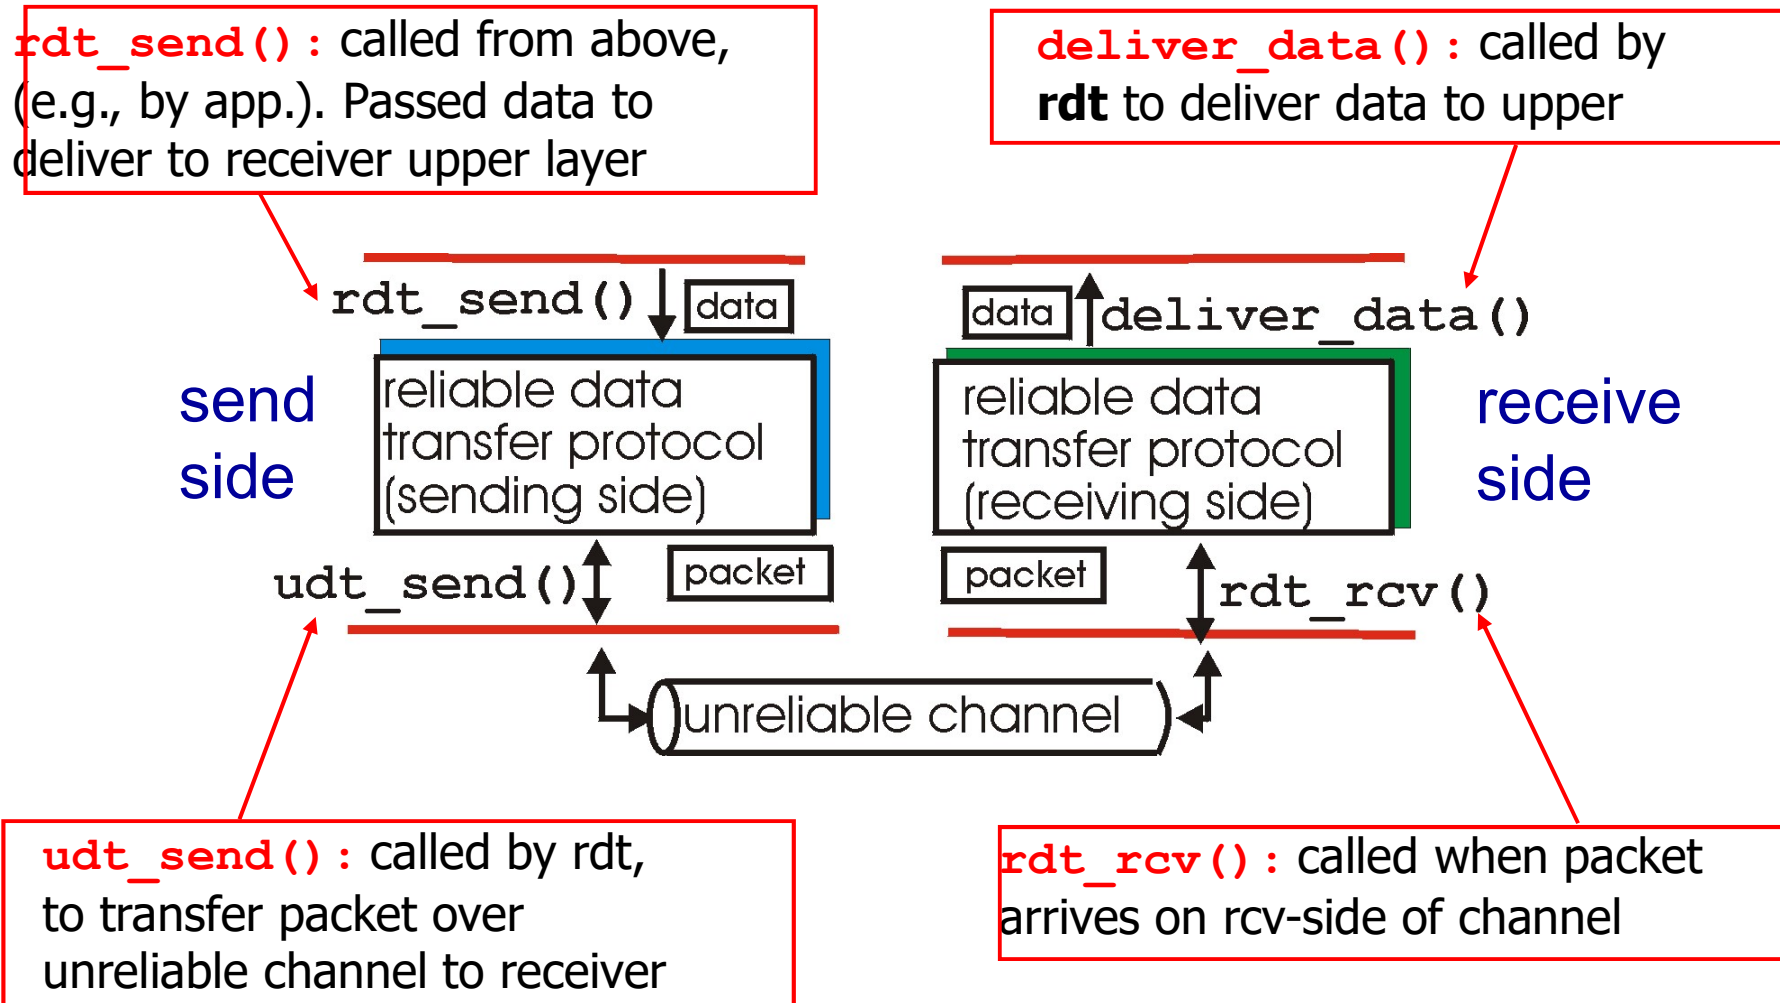 rdt_send(): called from above,
(e.g., by app.). Passed data to
deliver to receiver upper layer
deliver_data(): called by
rdt to deliver data to upper
rdt_send()
data
data
deliver_data()
send
side
reliable data
transfer protocol
(sending side)
reliable data
transfer protocol
(receiving side)
receive
side
udt_send()
packet
packet
rdt_rcv()
unreliable channel
udt_send(): called by rdt,
to transfer packet over
unreliable channel to receiver
rdt_rcv(): called when packet
arrives on rcv-side of channel